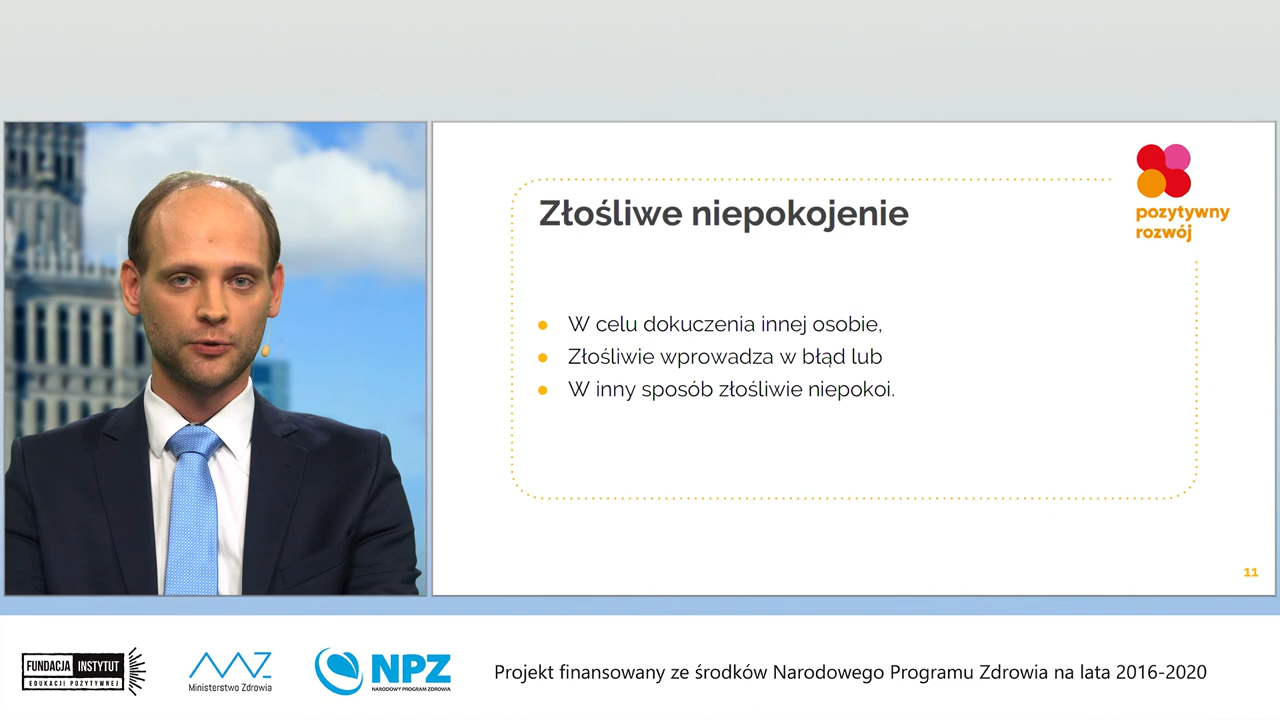 Złośliwe niepokojenie
pozytywny
rozwój
W celu dokuczenia innej osobie,
Złośliwie wprowadza w błąd lub
W inny sposób złośliwie niepokoi.
11
FUNDACJA INSTYTUT
EDUKACJI POZYTYWNEJ
Ministerstwo Zdrowia
NPZ
NARODOWY PROGRAM ZDROWIA
Projekt finansowany ze środków Narodowego Programu Zdrowia na lata 2016-2020